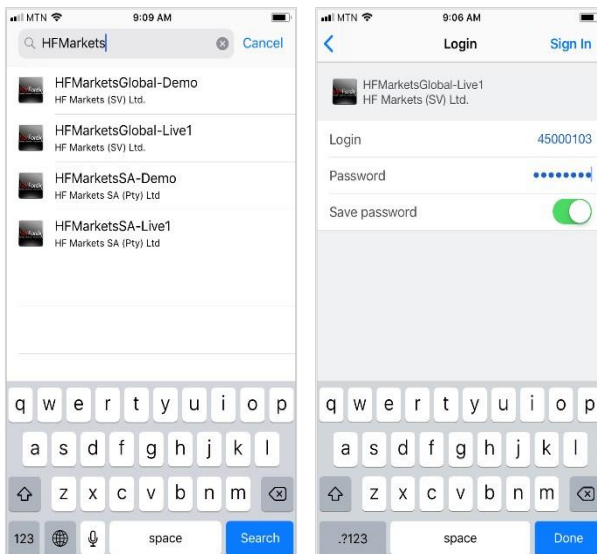 MTN 9:09 AM
HFMarkets Cancel
HFMarketsGlobal-Demo
HF Markets (SV) Ltd.
HFMarketsGlobal-Live1
HF Markets (SV) Ltd.
HFMarketsSA-Demo
HF Markets SA (Pty) Ltd
HFMarketsSA-Live1
HF Markets SA (Pty) Ltd
q w e r t y u i o p
a s d f g h j k l
z x c v b n m
123 space Search
MTN 9:06 AM
Login Sign In
HFMarketsGlobal-Live1
HF Markets (SV) Ltd.
Login 45000103
Password ••••••••
Save password
q w e r t y u i o p
a s d f g h j k l
z x c v b n m
.?123 space Done